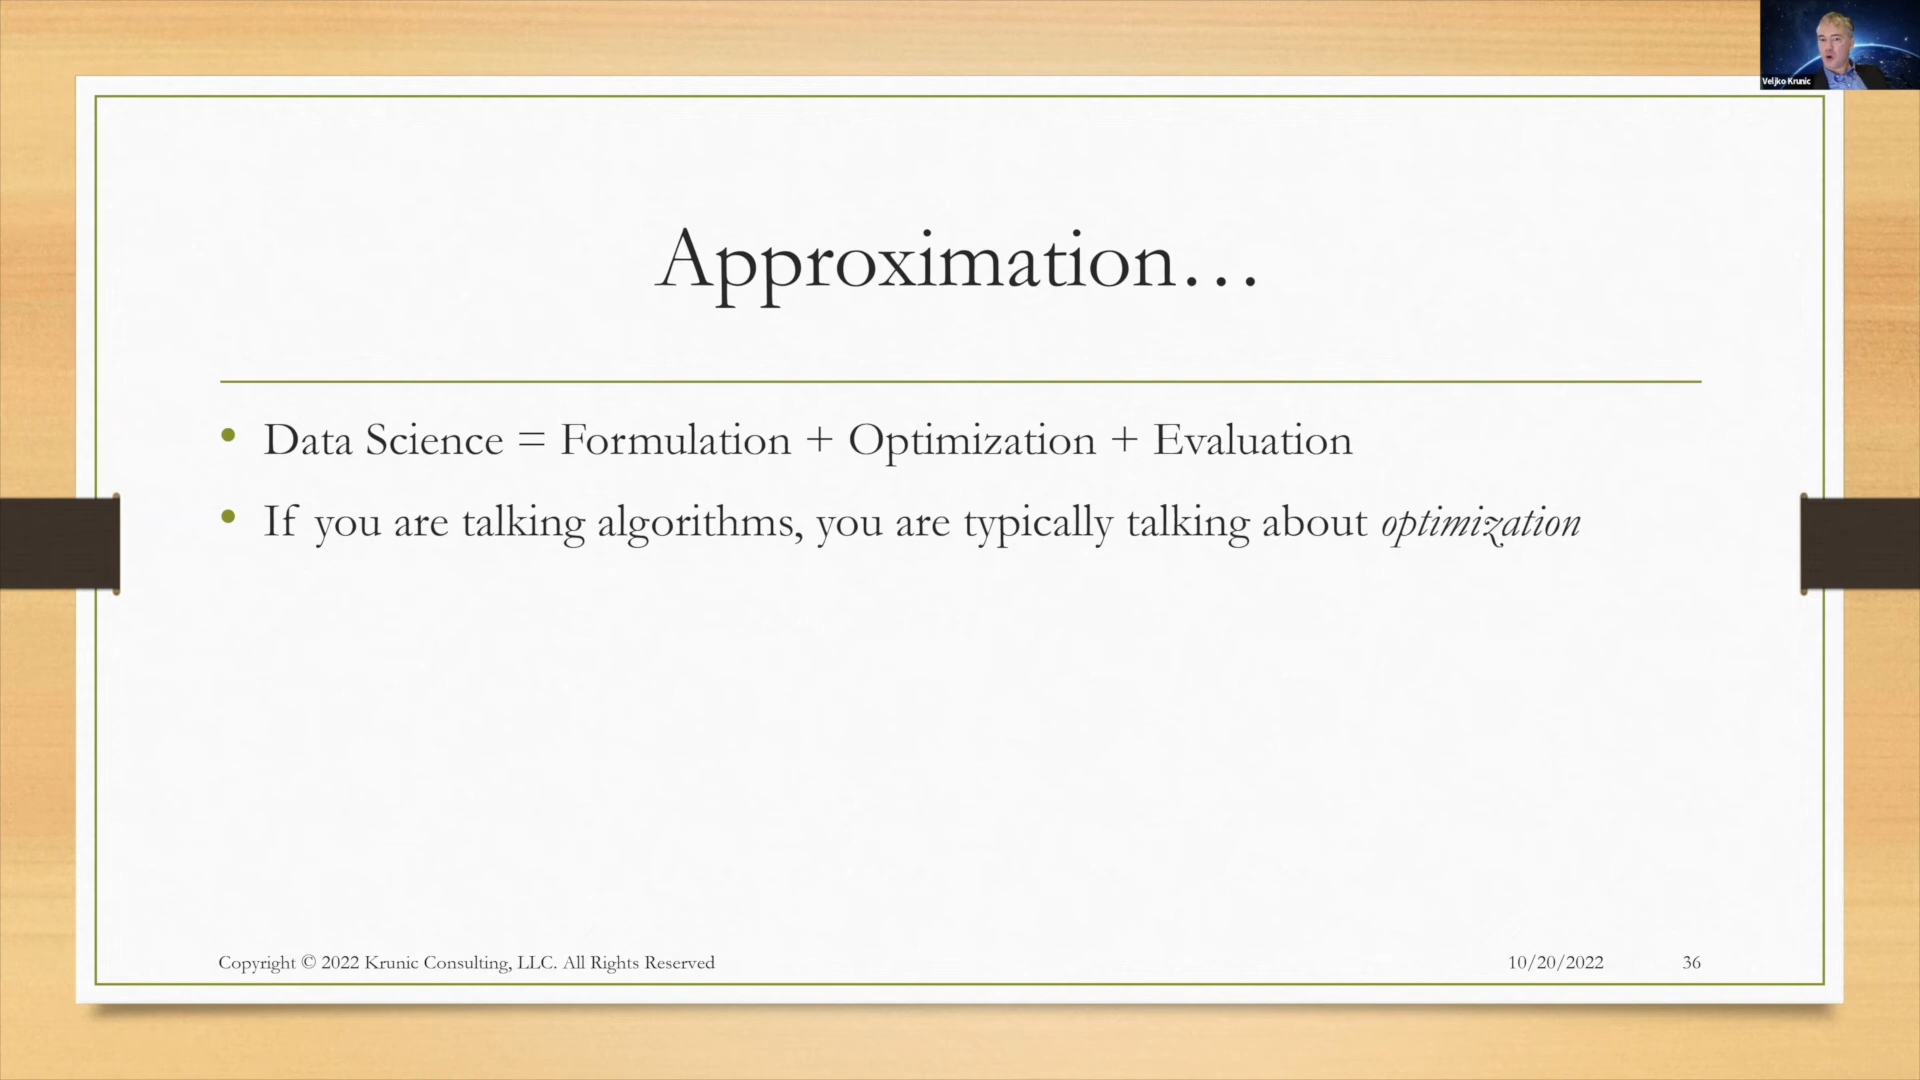 Veljko Krunic
Approximation…
• Data Science = Formulation + Optimization + Evaluation
• If you are talking algorithms, you are typically talking about optimization
Copyright © 2022 Krunic Consulting, LLC. All Rights Reserved 10/20/2022 36